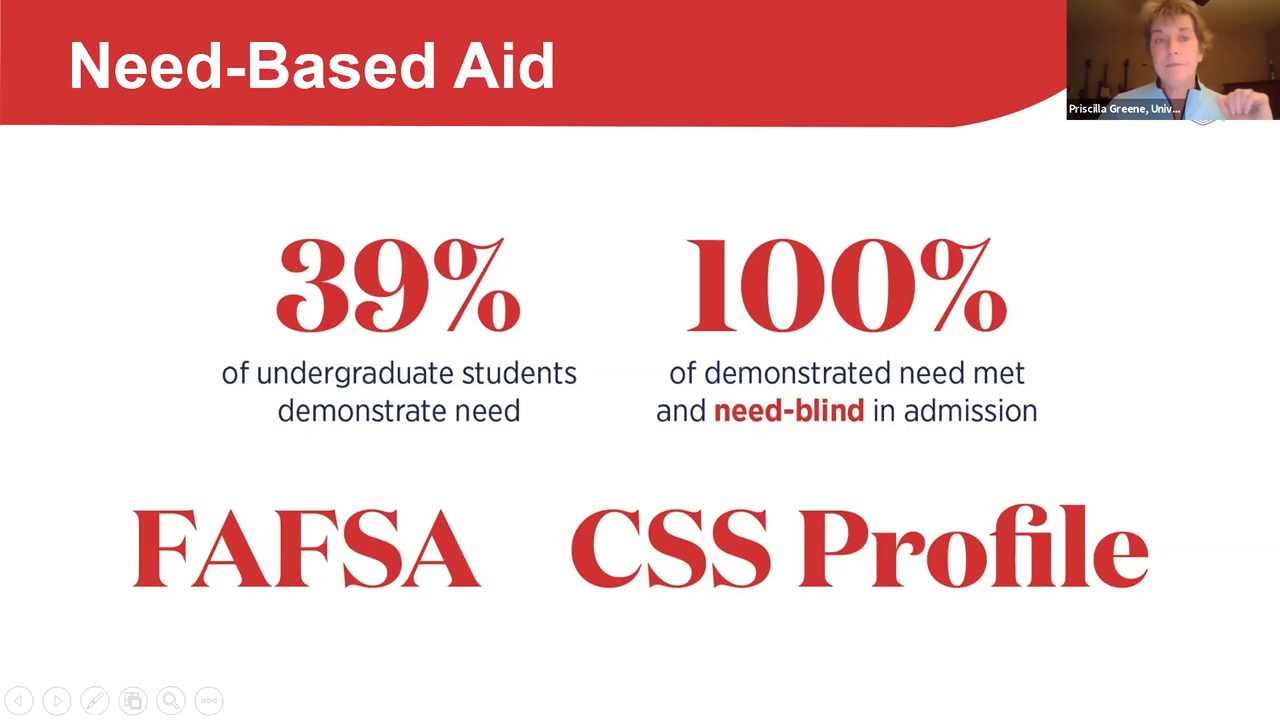 Need-Based Aid
Priscilla Greene, Univ...
39%
100%
of undergraduate students
demonstrate need
of demonstrated need met
and need-blind in admission
FAFSA
CSS Profile